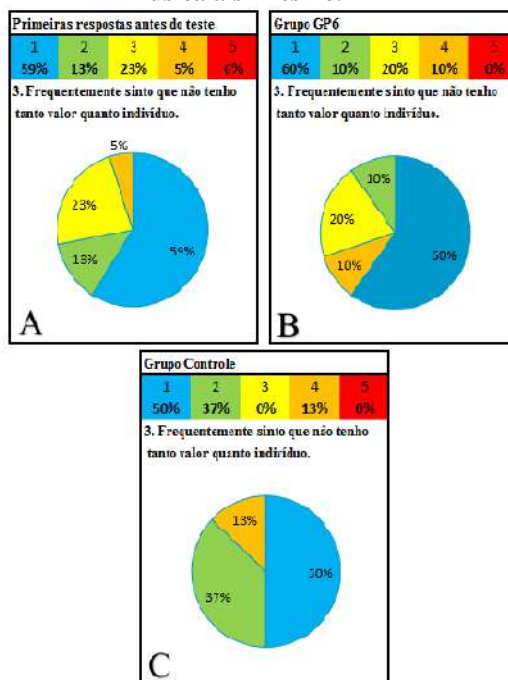 Primeiras respostas antes do teste
1 2 3 4 5
59% 13% 23% 5% 0%
3. Frequentemente sinto que não tenho
tanto valor quanto indivíduo.
5%
23%
13%
59%
A
Grupo GP6
1 2 3 4 5
60% 10% 20% 10% 0%
3. Frequentemente sinto que não tenho
tanto valor quanto indivíduo.
10%
20%
10%
B
Grupo Controle
1 2 3 4 5
50% 37% 0% 13% 0%
3. Frequentemente sinto que não tenho
tanto valor quanto indivíduo.
13%
50%
37%
C